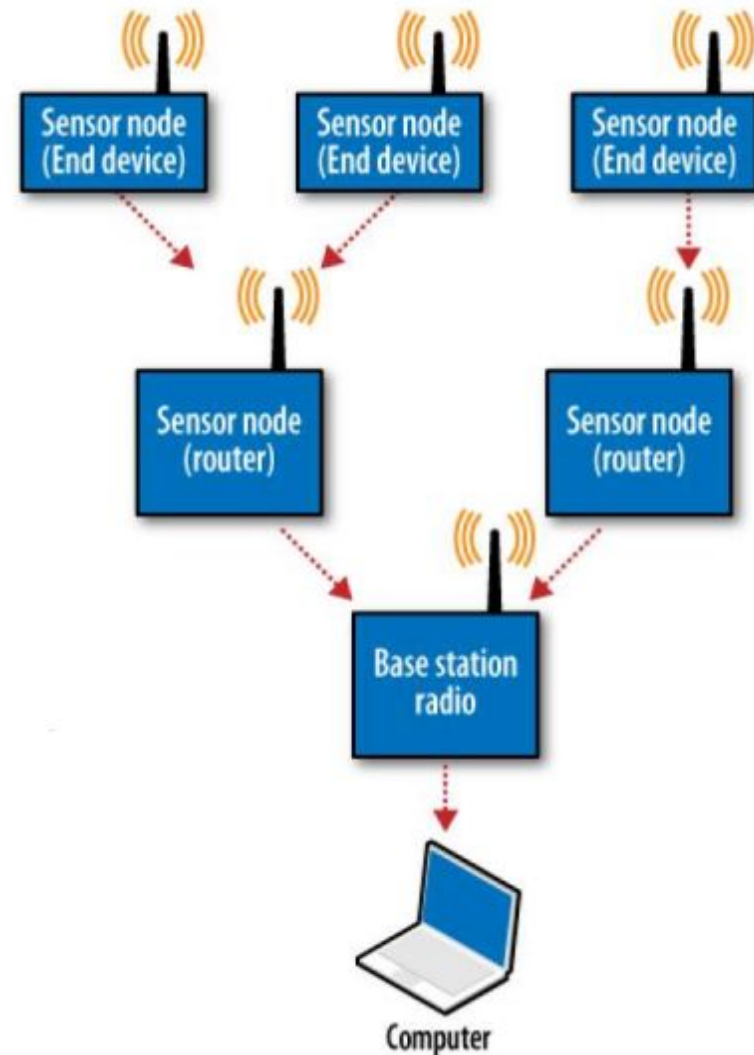 Sensor node
(End device)
Sensor node
(End device)
Sensor node
(End device)
Sensor node
(router)
Sensor node
(router)
Base station
radio
Computer